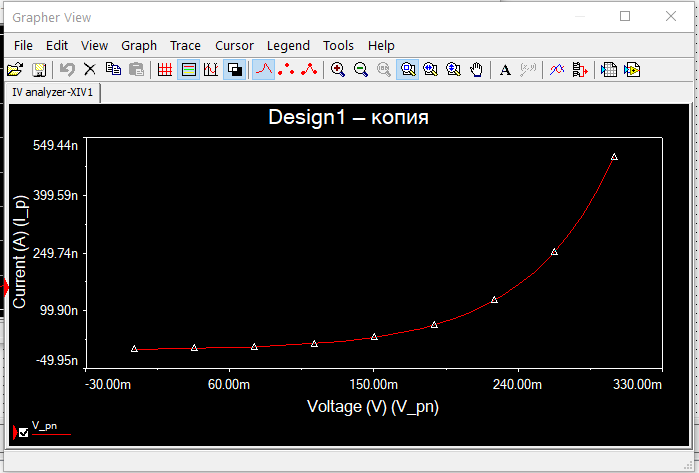 Grapher View
File Edit View Graph Trace Cursor Legend Tools Help
IV analyzer-XIV1
Design1 – копия
549.44n
399.59n
249.74n
99.90n
-49.95n
Current (A) (I_p)
-30.00m 60.00m 150.00m 240.00m 330.00m
Voltage (V) (V_pn)
V_pn